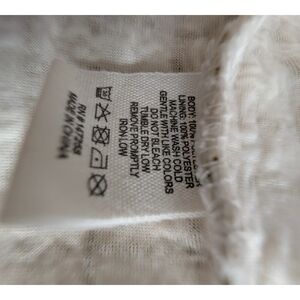 BODY: 100%
LINING: 100% POLYESTER
MACHINE WASH COLD
GENTLE WITH LIKE COLORS
DO NOT BLEACH
TUMBLE DRY LOW
REMOVE PROMPTLY
IRON LOW
MADE IN CHINA